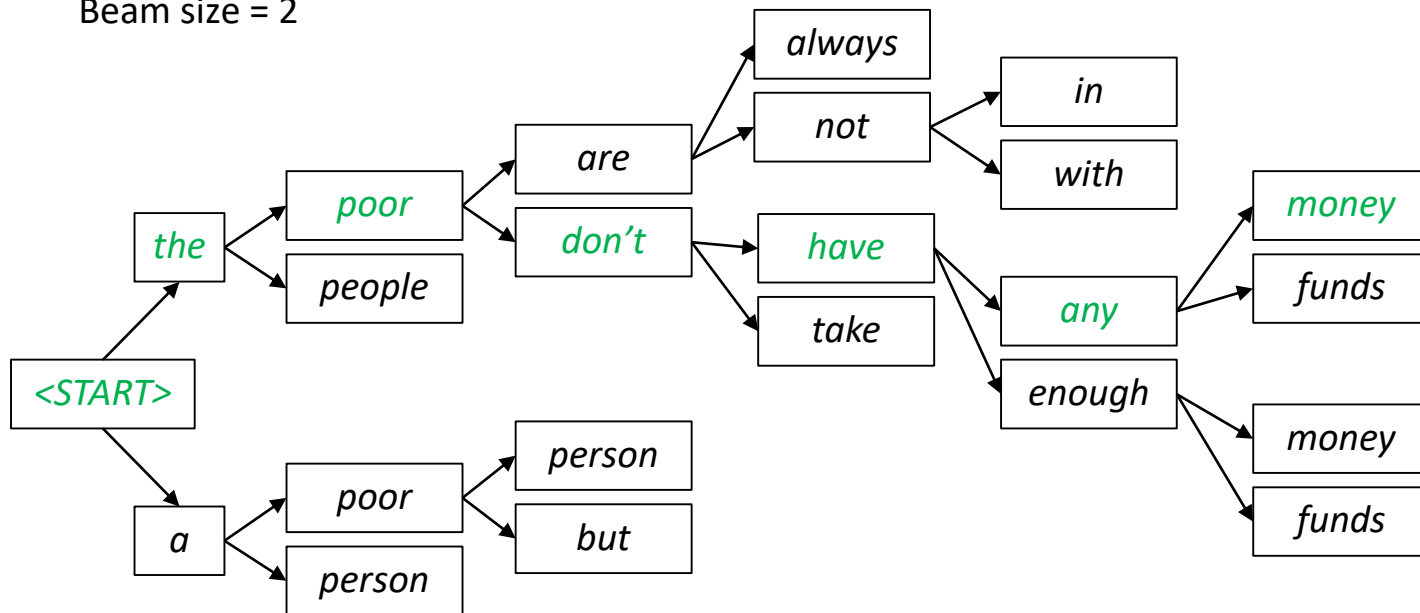 Beam size = 2
always
in
not
are
with
poor
money
the
don't
have
people
funds
any
take
<START>
enough
money
person
poor
funds
a
but
person